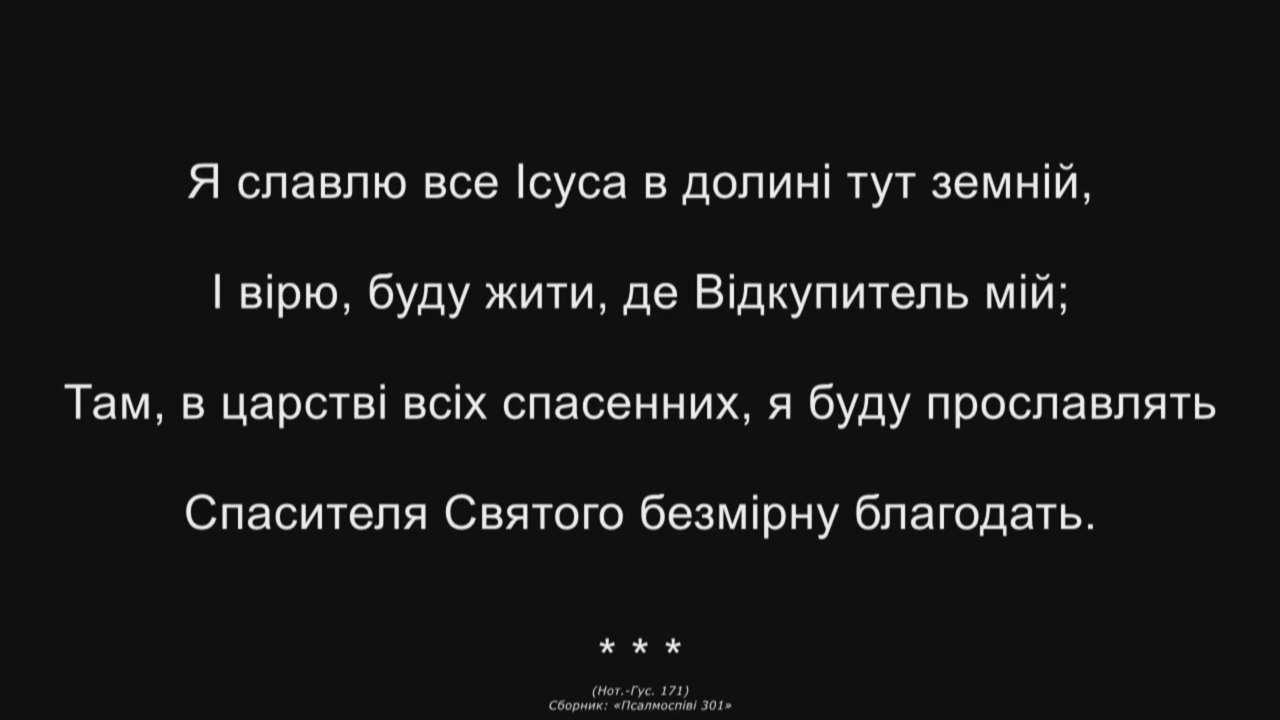 Я славлю все Ісуса в долині тут земній,
І вірю, буду жити, де Відкупитель мій;
Там, в царстві всіх спасенних, я буду прославлять
Спасителя Святого безмірну благодать.
* * *
(Нот.-Гус. 171)
Сборник: «Псалмоспіві 301»